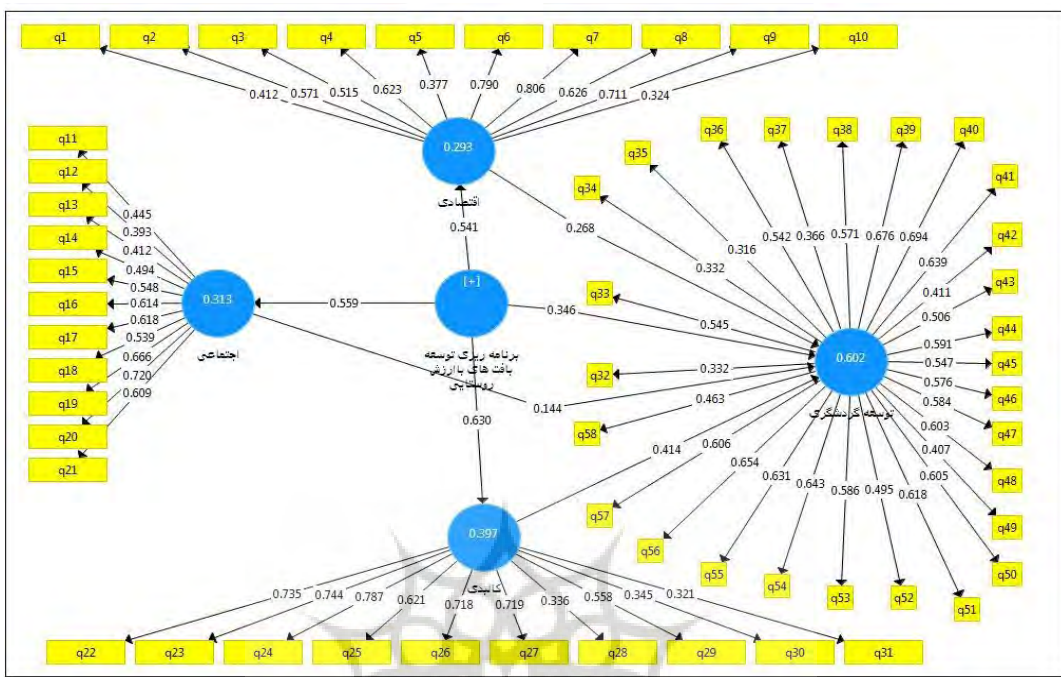 q1 q2 q3 q4 q5 q6 q7 q8 q9 q10
0.412 0.571 0.515 0.623 0.377 0.790 0.806 0.626 0.711 0.324
0.293
اقتصادی
q11
q12
q13
q14
q15
q16
q17
q18
q19
q20
q21
0.445
0.393
0.412
0.494
0.548
0.614
0.618
0.539
0.666
0.720
0.609
0.313
اجتماعی
0.541
0.559
[+]
برنامه ریزی توسعه
بافت های باارزش
روستایی
0.346
0.268
0.144
0.630
0.414
0.397
کالبدی
0.735 0.744 0.787 0.621 0.718 0.719 0.336 0.558 0.345 0.321
q22 q23 q24 q25 q26 q27 q28 q29 q30 q31
0.602
توسعه گردشگری
q32
q33
q34
q35
q36
q37
q38
q39
q40
q41
q42
q43
q44
q45
q46
q47
q48
q49
q50
q51
q52
q53
q54
q55
q56
q57
q58
0.332
0.545
0.332
0.316
0.542
0.366
0.571
0.676
0.694
0.639
0.411
0.506
0.591
0.547
0.576
0.584
0.603
0.407
0.605
0.618
0.495
0.586
0.643
0.631
0.654
0.606
0.463